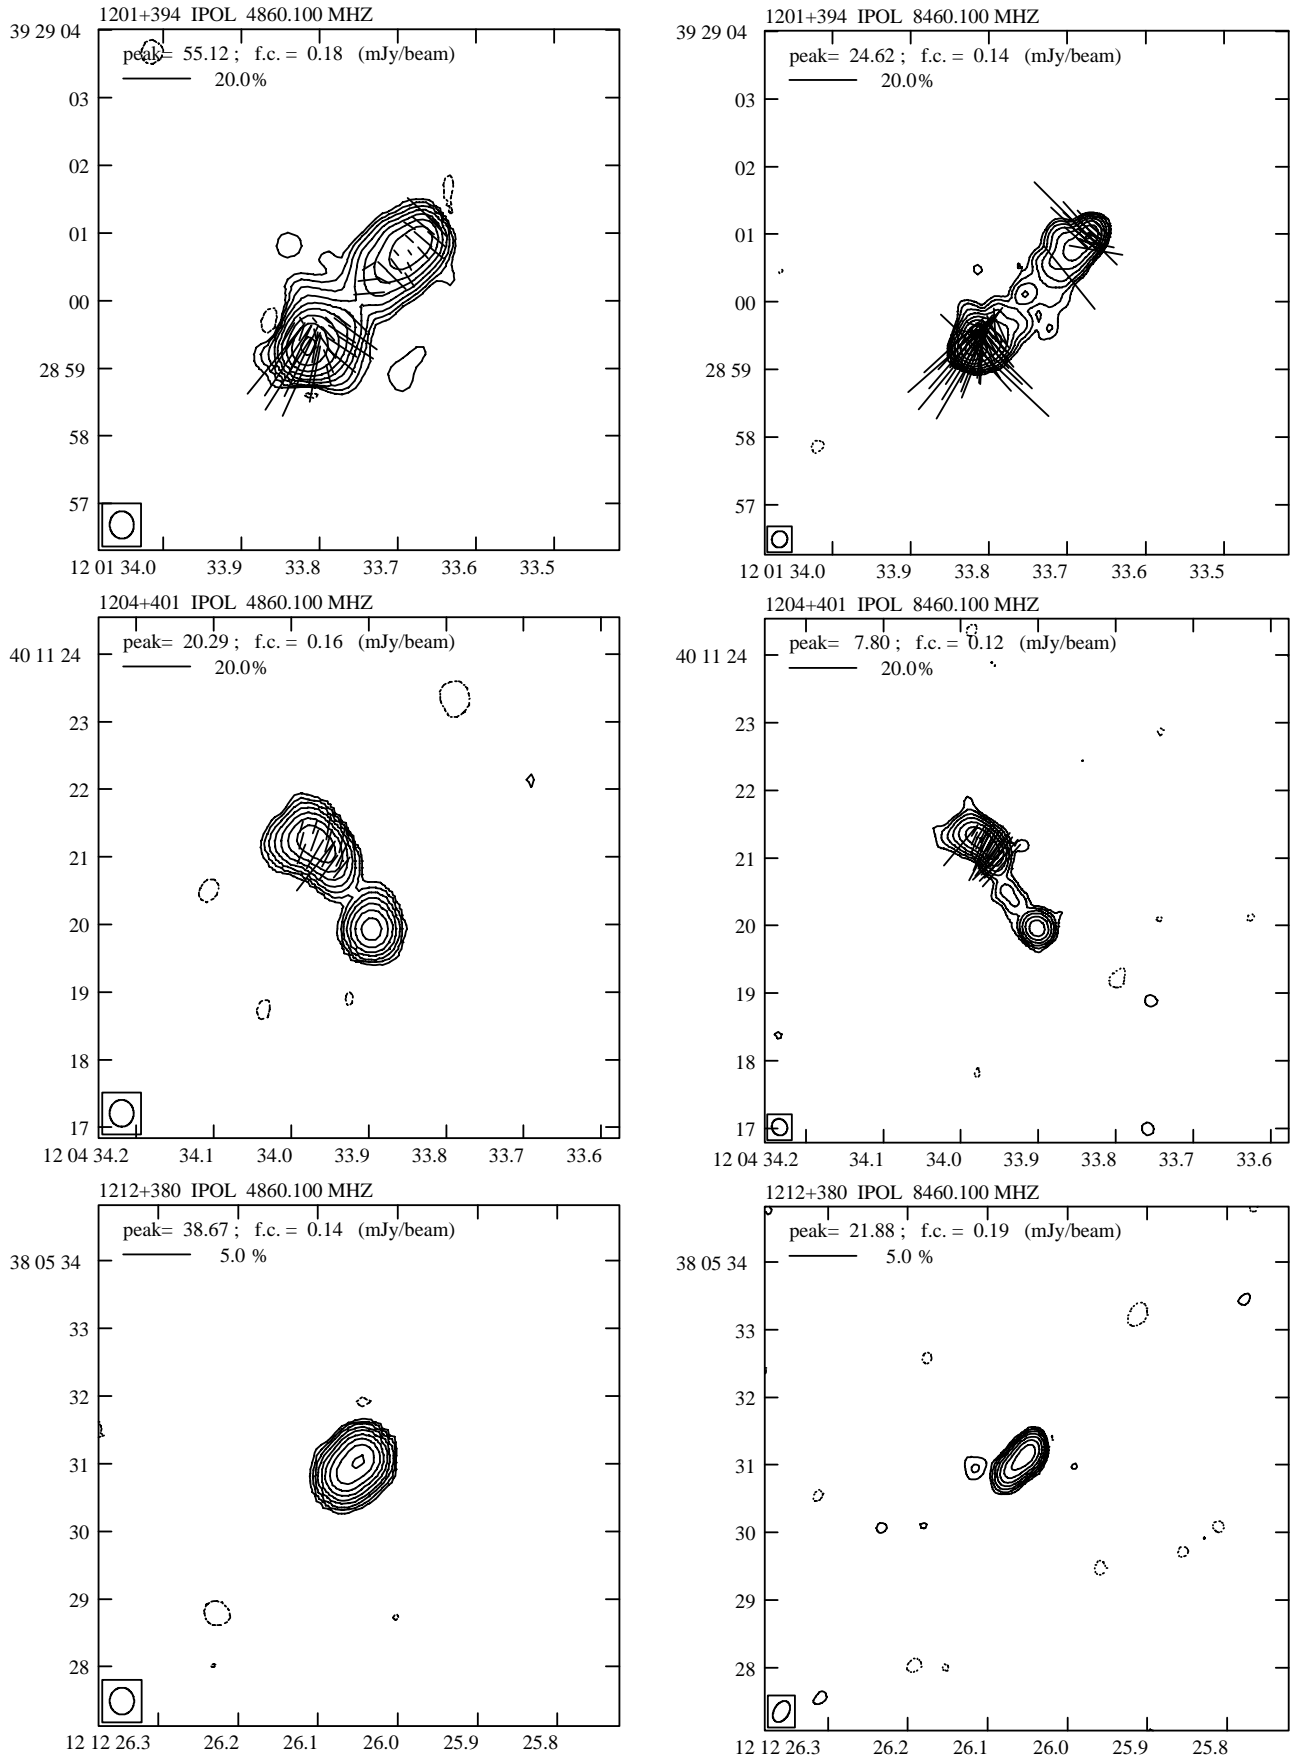 1201+394 IPOL 4860.100 MHZ
peak= 55.12 ; f.c. = 0.18 (mJy/beam)
20.0%
39 29 04
03
02
01
00
28 59
58
57
12 01 34.0 33.9 33.8 33.7 33.6 33.5
1201+394 IPOL 8460.100 MHZ
peak= 24.62 ; f.c. = 0.14 (mJy/beam)
20.0%
39 29 04
03
02
01
00
28 59
58
57
12 01 34.0 33.9 33.8 33.7 33.6 33.5
1204+401 IPOL 4860.100 MHZ
peak= 20.29 ; f.c. = 0.16 (mJy/beam)
20.0%
40 11 24
23
22
21
20
19
18
17
12 04 34.2 34.1 34.0 33.9 33.8 33.7 33.6
1204+401 IPOL 8460.100 MHZ
peak= 7.80 ; f.c. = 0.12 (mJy/beam)
20.0%
40 11 24
23
22
21
20
19
18
17
12 04 34.2 34.1 34.0 33.9 33.8 33.7 33.6
1212+380 IPOL 4860.100 MHZ
peak= 38.67 ; f.c. = 0.14 (mJy/beam)
5.0 %
38 05 34
33
32
31
30
29
28
12 12 26.3 26.2 26.1 26.0 25.9 25.8
1212+380 IPOL 8460.100 MHZ
peak= 21.88 ; f.c. = 0.19 (mJy/beam)
5.0 %
38 05 34
33
32
31
30
29
28
12 12 26.3 26.2 26.1 26.0 25.9 25.8